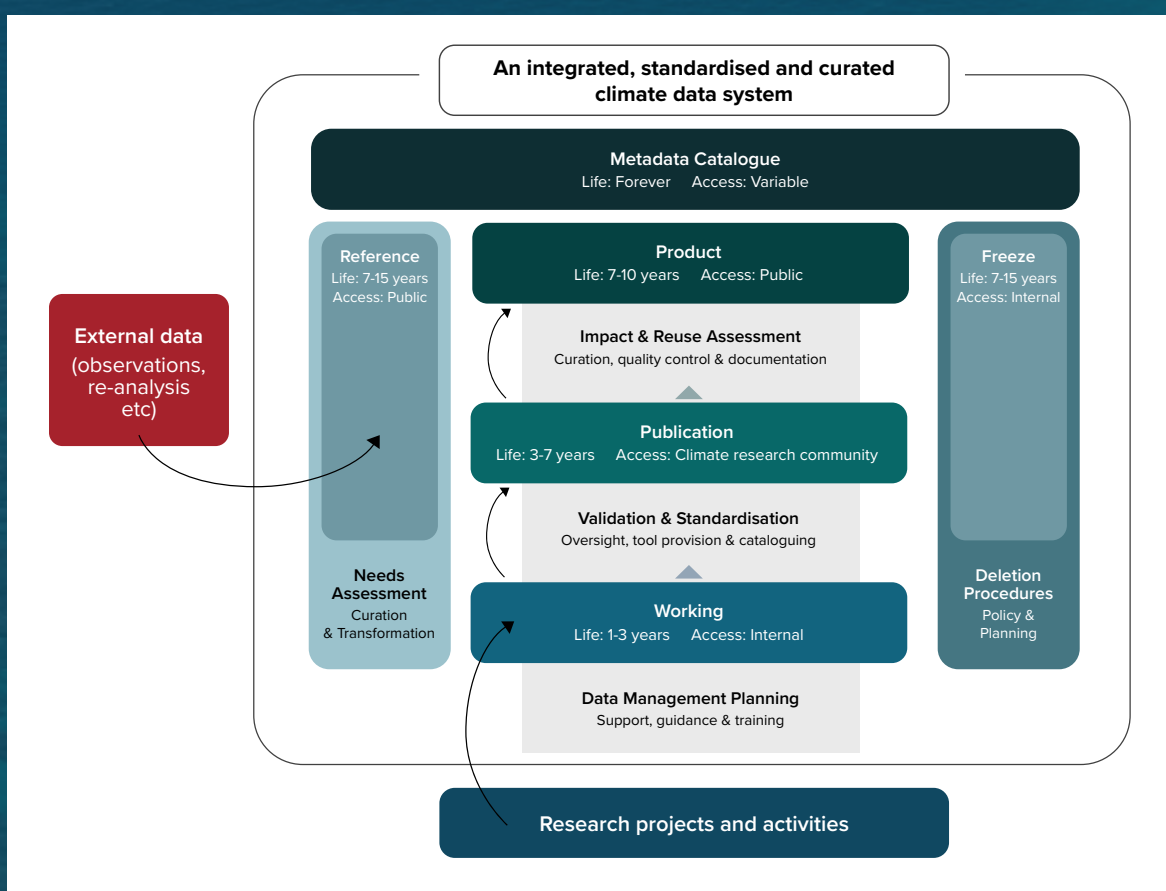 An integrated, standardised and curated
climate data system
Metadata Catalogue
Life: Forever Access: Variable
Reference
Life: 7-15 years
Access: Public
Needs
Assessment
Curation
& Transformation
Product
Life: 7-10 years Access: Public
Impact & Reuse Assessment
Curation, quality control & documentation
Publication
Life: 3-7 years Access: Climate research community
Validation & Standardisation
Oversight, tool provision & cataloguing
Working
Life: 1-3 years Access: Internal
Data Management Planning
Support, guidance & training
Freeze
Life: 7-15 years
Access: Internal
Deletion
Procedures
Policy &
Planning
External data
(observations,
re-analysis
etc)
Research projects and activities